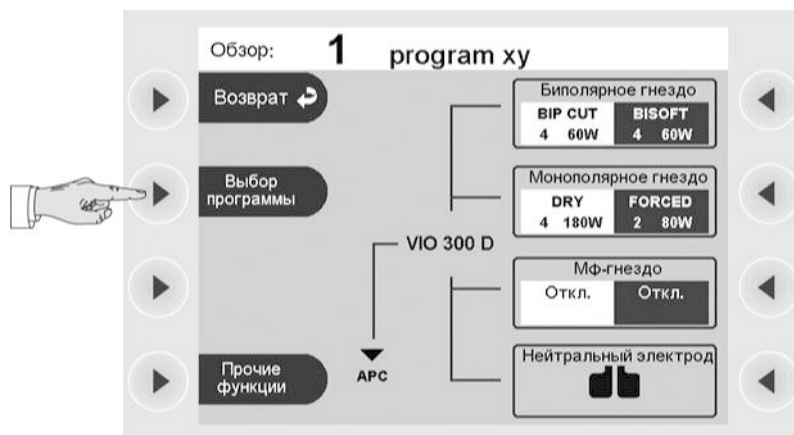 Обзор: 1 program xy
Возврат
Биполярное гнездо
BIP CUT BISOFT
4 60W 4 60W
Выбор
программы
Монополярное гнездо
DRY FORCED
4 180W 2 80W
VIO 300 D
Мф-гнездо
Откл. Откл.
Прочие
функции
APC
Нейтральный электрод